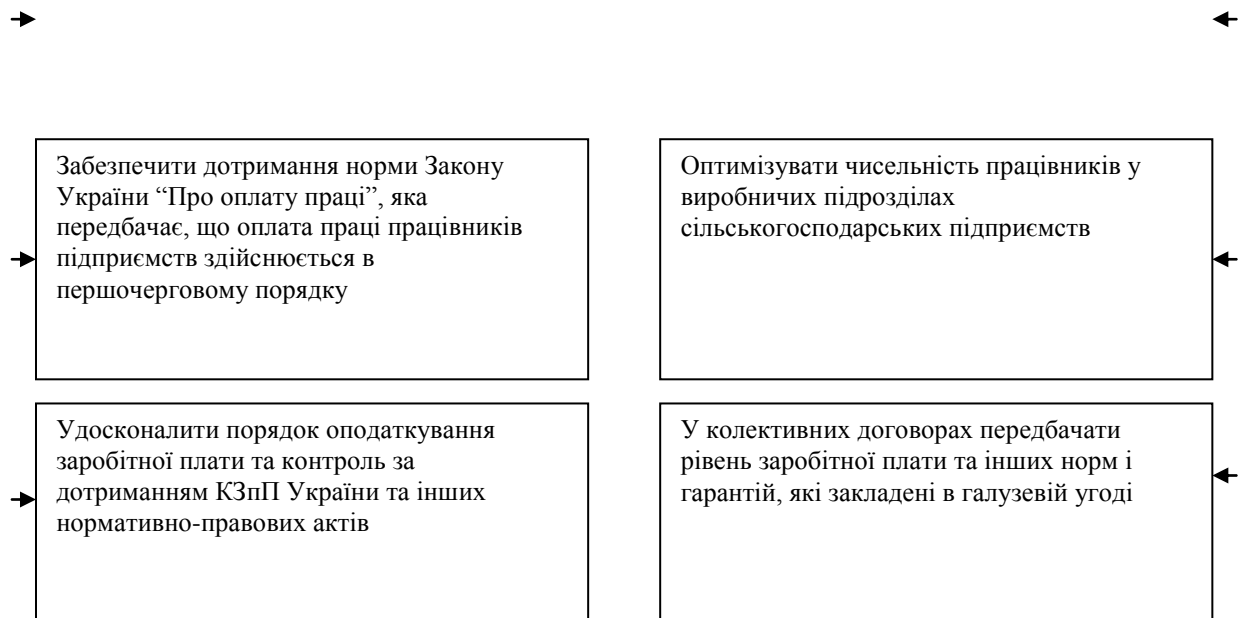 Забезпечити дотримання норми Закону
України “Про оплату праці”, яка
передбачає, що оплата праці працівників
підприємств здійснюється в
першочерговому порядку
Оптимізувати чисельність працівників у
виробничих підрозділах
сільськогосподарських підприємств
Удосконалити порядок оподаткування
заробітної плати та контроль за
дотриманням КЗпП України та інших
нормативно-правових актів
У колективних договорах передбачати
рівень заробітної плати та інших норм і
гарантій, які закладені в галузевій угоді